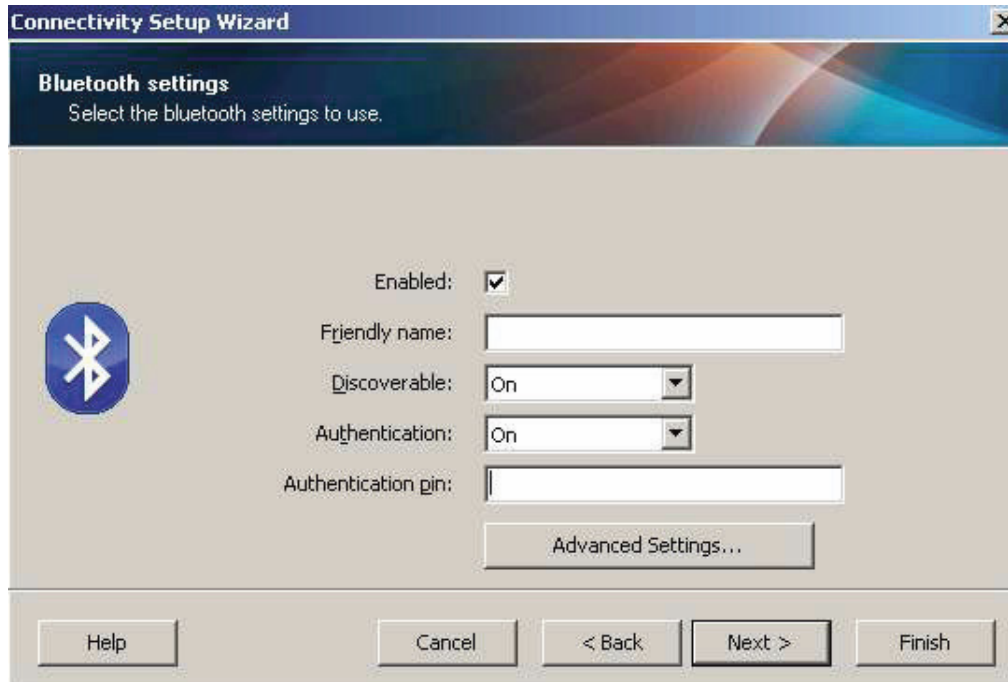 Connectivity Setup Wizard
Bluetooth settings
Select the bluetooth settings to use.
Enabled:
Friendly name:
Discoverable: On
Authentication: On
Authentication pin:
Advanced Settings...
Help Cancel < Back Next > Finish